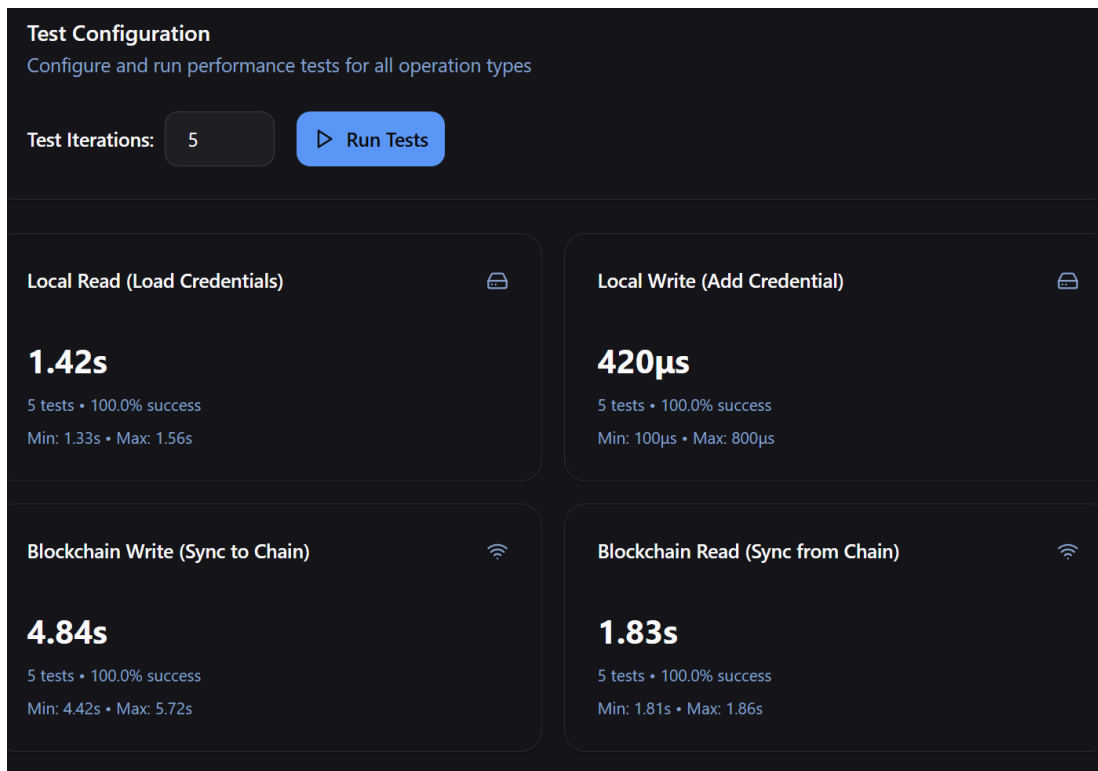 Test Configuration
Configure and run performance tests for all operation types
Test Iterations: 5 Run Tests
Local Read (Load Credentials)
1.42s
5 tests • 100.0% success
Min: 1.33s • Max: 1.56s
Local Write (Add Credential)
420µs
5 tests • 100.0% success
Min: 100µs • Max: 800µs
Blockchain Write (Sync to Chain)
4.84s
5 tests • 100.0% success
Min: 4.42s • Max: 5.72s
Blockchain Read (Sync from Chain)
1.83s
5 tests • 100.0% success
Min: 1.81s • Max: 1.86s